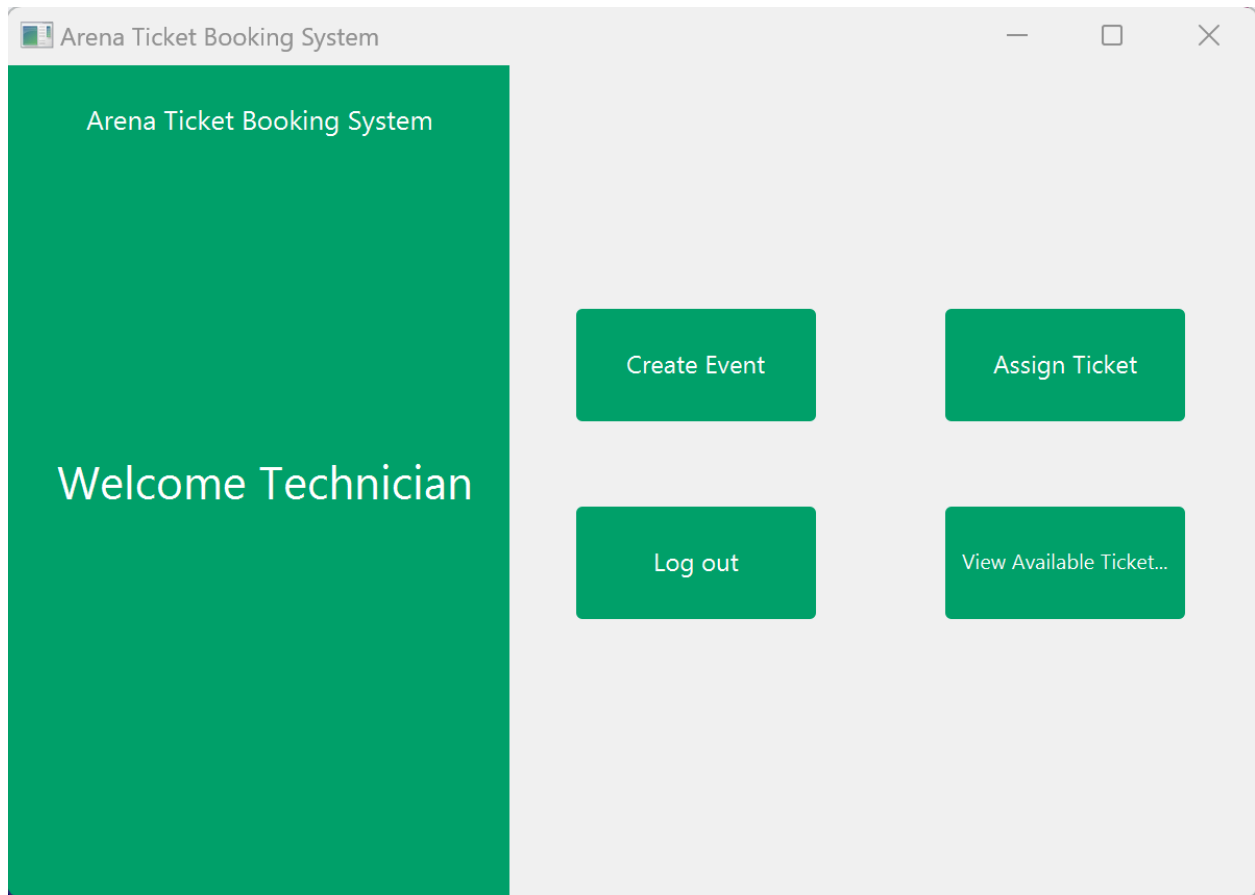 Arena Ticket Booking System
Arena Ticket Booking System
Welcome Technician
Create Event
Assign Ticket
Log out
View Available Ticket...